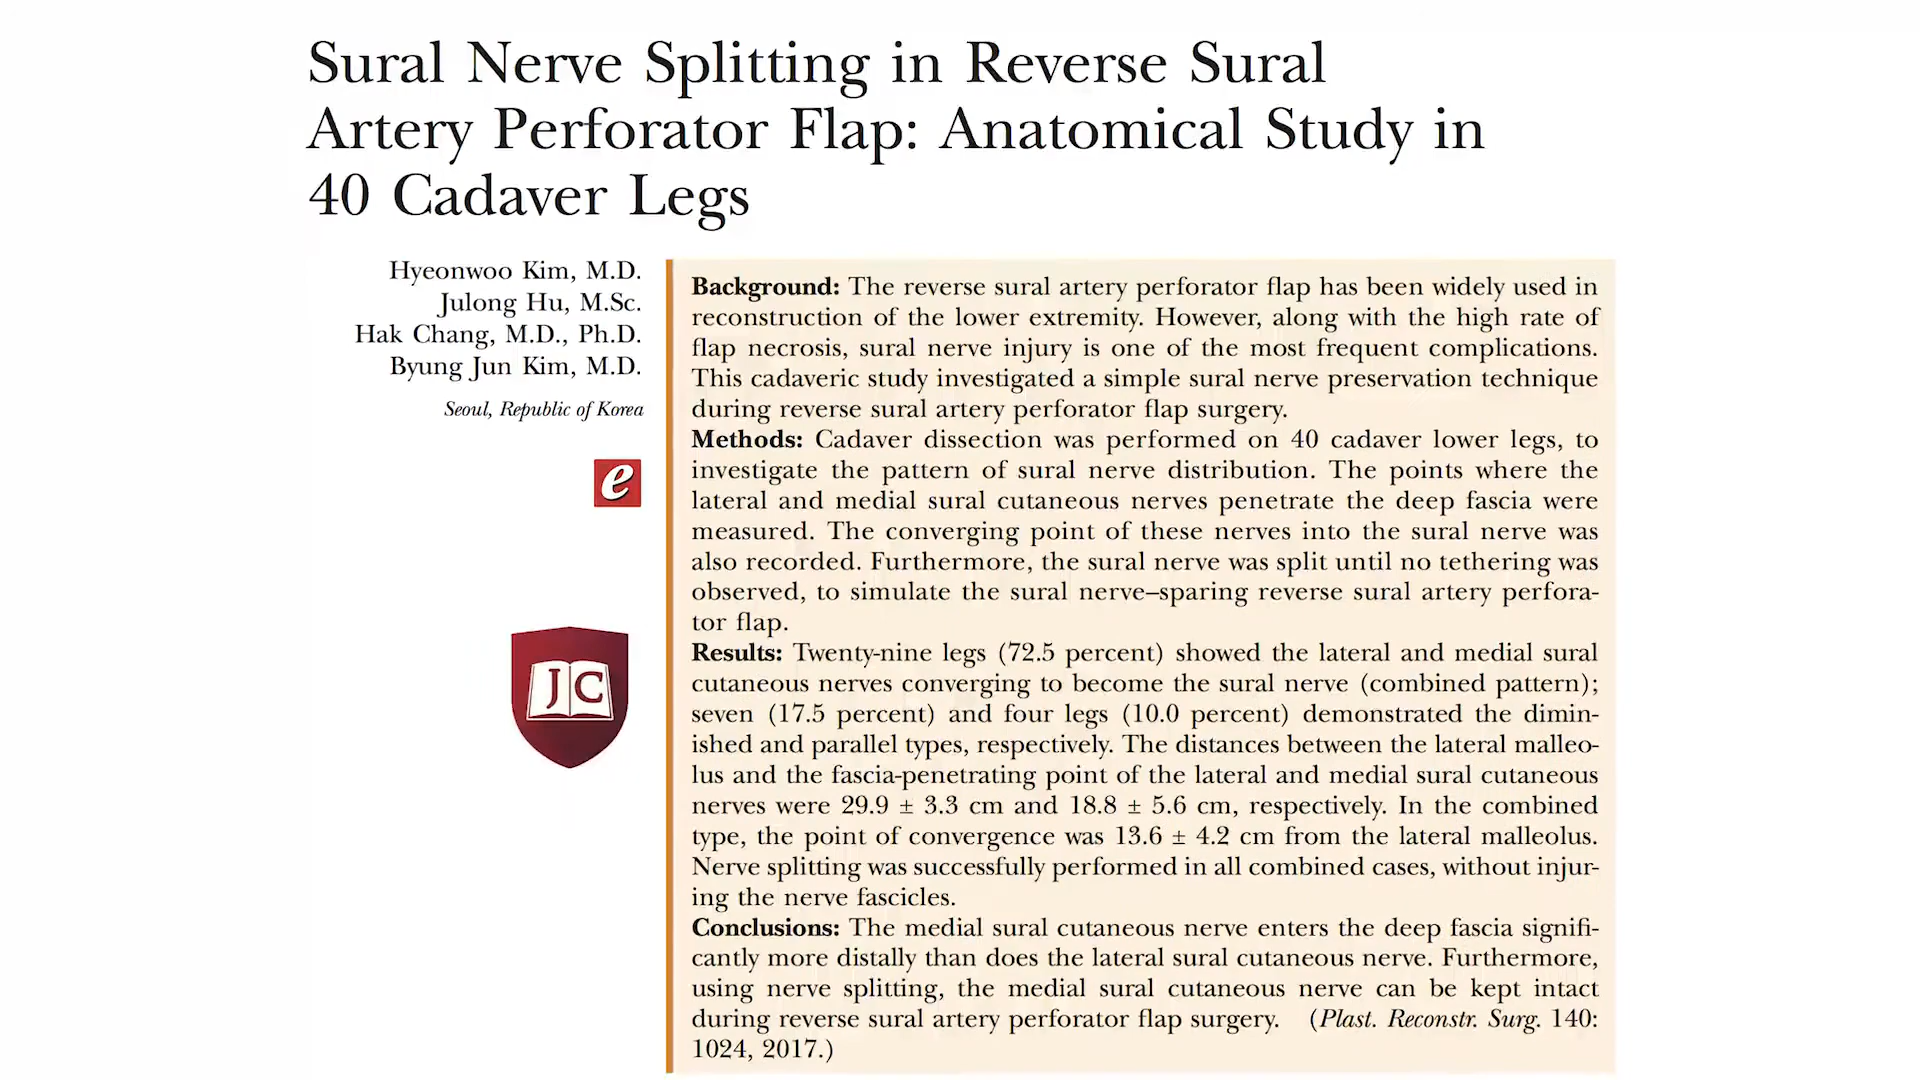 Sural Nerve Splitting in Reverse Sural
Artery Perforator Flap: Anatomical Study in
40 Cadaver Legs
Hyeonwoo Kim, M.D.
Julong Hu, M.Sc.
Hak Chang, M.D., Ph.D.
Byung Jun Kim, M.D.
Seoul, Republic of Korea
e
JC
Background: The reverse sural artery perforator flap has been widely used in
reconstruction of the lower extremity. However, along with the high rate of
flap necrosis, sural nerve injury is one of the most frequent complications.
This cadaveric study investigated a simple sural nerve preservation technique
during reverse sural artery perforator flap surgery.
Methods: Cadaver dissection was performed on 40 cadaver lower legs, to
investigate the pattern of sural nerve distribution. The points where the
lateral and medial sural cutaneous nerves penetrate the deep fascia were
measured. The converging point of these nerves into the sural nerve was
also recorded. Furthermore, the sural nerve was split until no tethering was
observed, to simulate the sural nerve–sparing reverse sural artery perfora-
tor flap.
Results: Twenty-nine legs (72.5 percent) showed the lateral and medial sural
cutaneous nerves converging to become the sural nerve (combined pattern);
seven (17.5 percent) and four legs (10.0 percent) demonstrated the dimin-
ished and parallel types, respectively. The distances between the lateral malleo-
lus and the fascia-penetrating point of the lateral and medial sural cutaneous
nerves were 29.9 ± 3.3 cm and 18.8 ± 5.6 cm, respectively. In the combined
type, the point of convergence was 13.6 ± 4.2 cm from the lateral malleolus.
Nerve splitting was successfully performed in all combined cases, without injur-
ing the nerve fascicles.
Conclusions: The medial sural cutaneous nerve enters the deep fascia signifi-
cantly more distally than does the lateral sural cutaneous nerve. Furthermore,
using nerve splitting, the medial sural cutaneous nerve can be kept intact
during reverse sural artery perforator flap surgery. (Plast. Reconstr. Surg. 140:
1024, 2017.)